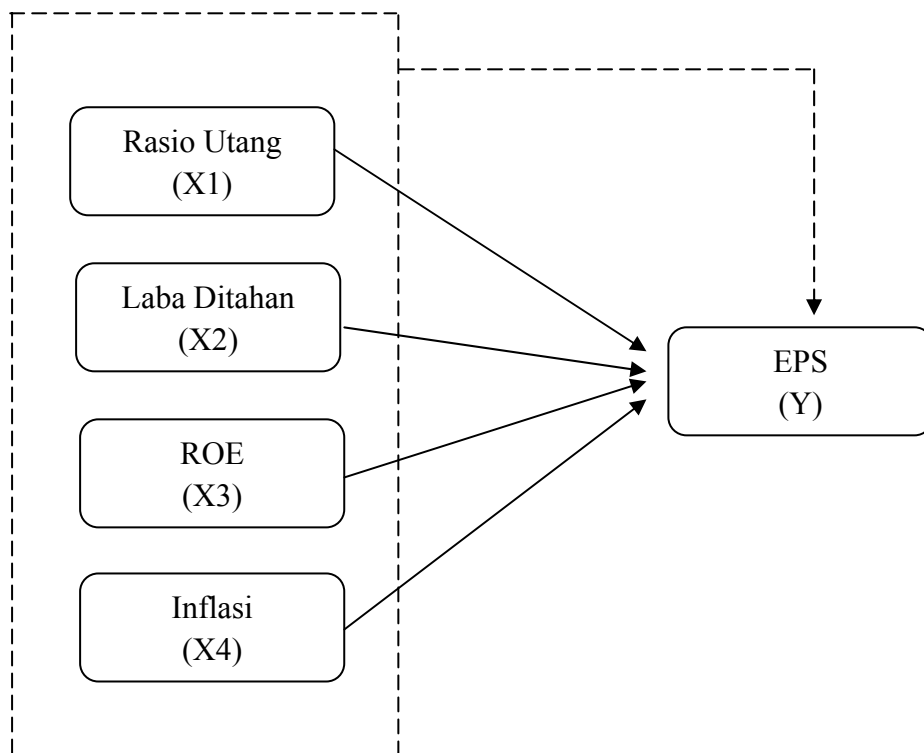 Rasio Utang
(X1)
Laba Ditahan
(X2)
ROE
(X3)
Inflasi
(X4)
EPS
(Y)